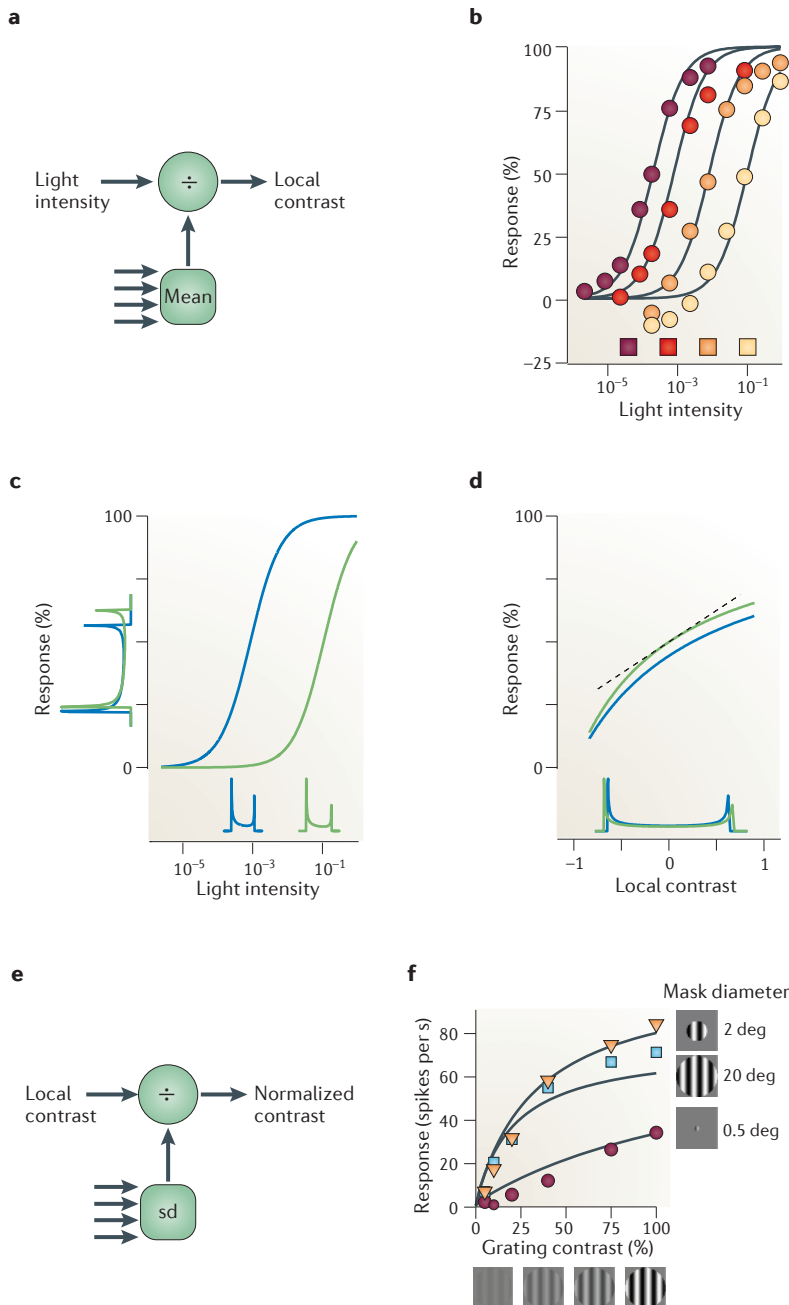 a
Light
intensity
÷
Local
contrast
Mean
b
Response (%)
100
75
50
25
0
−25
10⁻⁵
10⁻³
10⁻¹
Light intensity
c
Response (%)
100
0
10⁻⁵
10⁻³
10⁻¹
Light intensity
d
Response (%)
100
0
−1
0
1
Local contrast
e
Local
contrast
÷
Normalized
contrast
sd
f
Response (spikes per s)
80
60
40
20
0
0
25
50
75
100
Grating contrast (%)
Mask diameter
2 deg
20 deg
0.5 deg